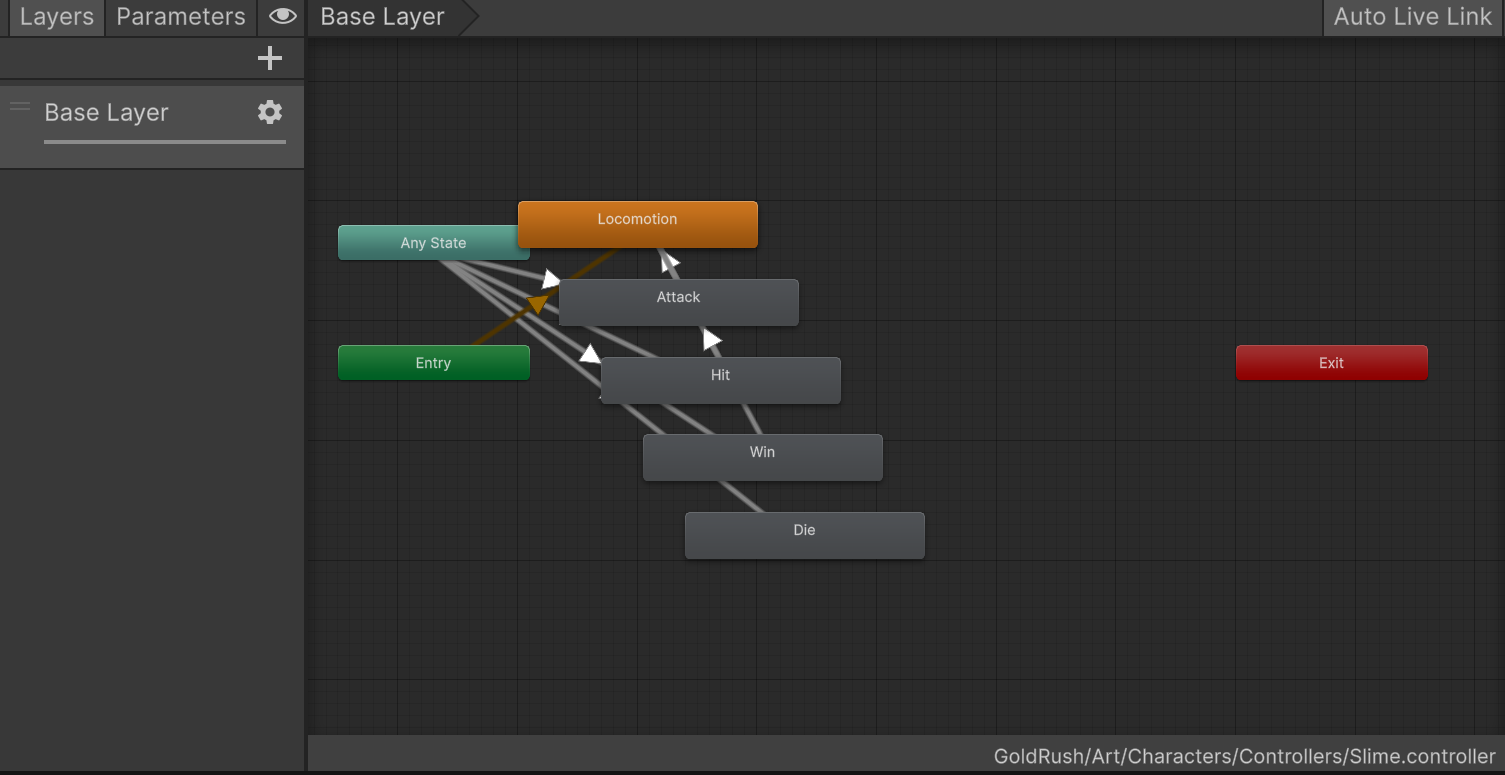 Layers Parameters Base Layer Auto Live Link
Base Layer
Locomotion
Any State
Attack
Entry
Hit
Exit
Win
Die
GoldRush/Art/Characters/Controllers/Slime.controller